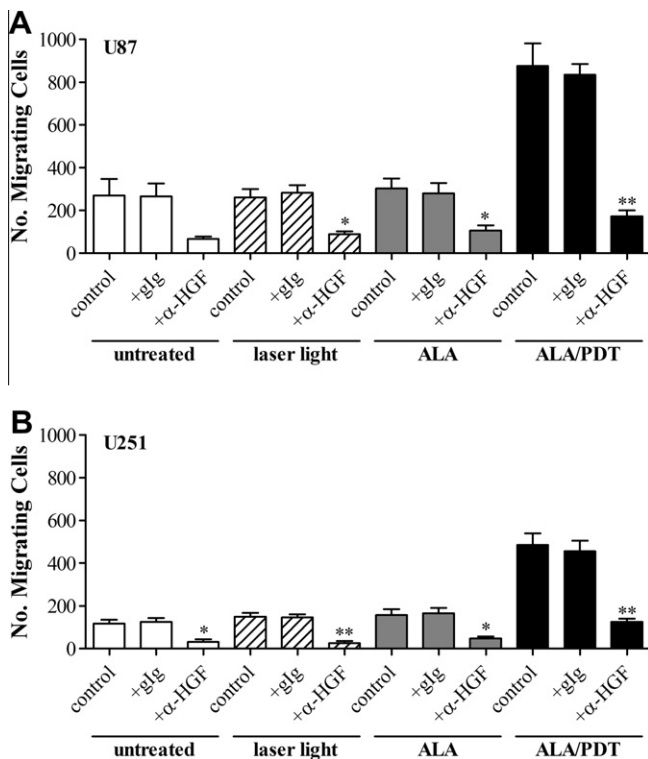 A
U87
No. Migrating Cells
1000
800
600
400
200
0
* * **
control +gIg +α-HGF control +gIg +α-HGF control +gIg +α-HGF control +gIg +α-HGF
untreated laser light ALA ALA/PDT
B
U251
No. Migrating Cells
1000
800
600
400
200
0
* ** * **
control +gIg +α-HGF control +gIg +α-HGF control +gIg +α-HGF control +gIg +α-HGF
untreated laser light ALA ALA/PDT